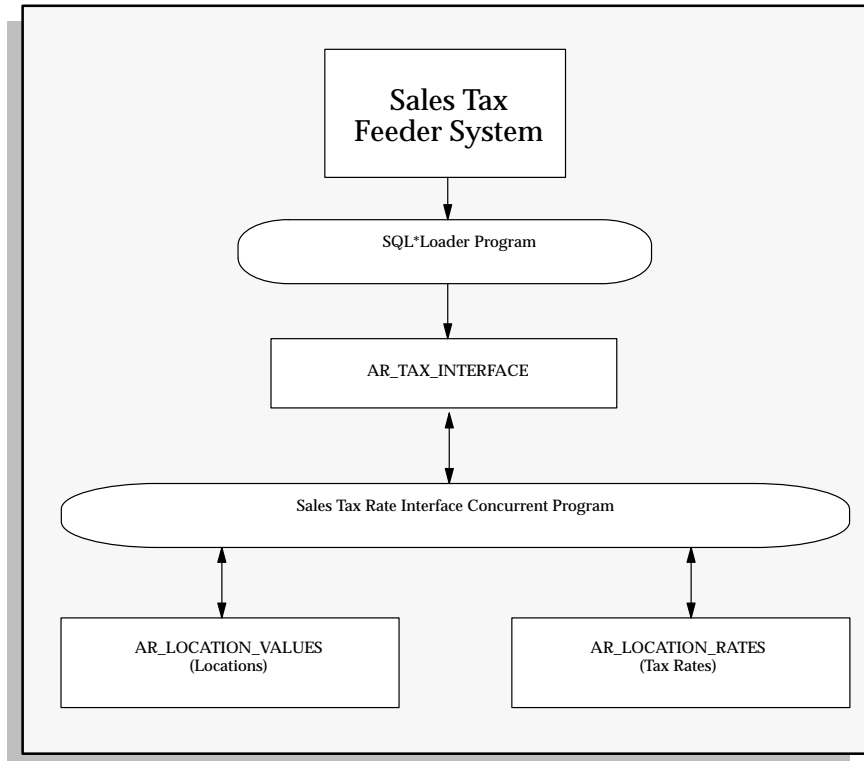 Sales Tax
Feeder System
SQL*Loader Program
AR_TAX_INTERFACE
Sales Tax Rate Interface Concurrent Program
AR_LOCATION_VALUES
(Locations)
AR_LOCATION_RATES
(Tax Rates)